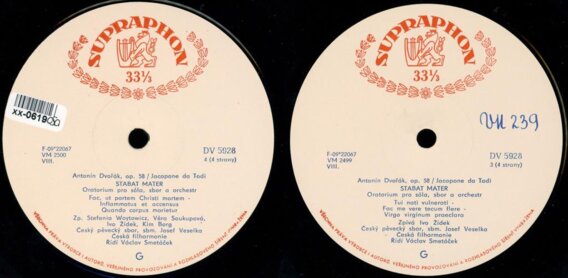 SUPRAPHON
33⅓
xx-0619
F-09*22067
VM 2500
VIII.
DV 5928
4 (4 strony)
Antonín Dvořák, op. 58 / Jacopone da Todi
STABAT MATER
Oratorium pro sóla, sbor a orchestr
Fac, ut portem Christi mortem -
Inflammatus et accensus
Quando corpus morietur
Zp. Stefania Woytowicz, Věra Soukupová,
Ivo Žídek, Kim Borg
Český pěvecký sbor, sbm. Josef Veselka
Česká filharmonie
Řídí Václav Smetáček
G
SUPRAPHON
33⅓
VM 239
F-09*22067
VM 2499
VIII.
DV 5928
3 (4 strony)
Antonín Dvořák, op. 58 / Jacopone da Todi
STABAT MATER
Oratorium pro sóla, sbor a orchestr
Tui nati vulnerati -
Fac me vere tecum flere -
Virgo virginum praeclara
Zpívá Ivo Žídek
Český pěvecký sbor, sbm. Josef Veselka
Česká filharmonie
Řídí Václav Smetáček
G